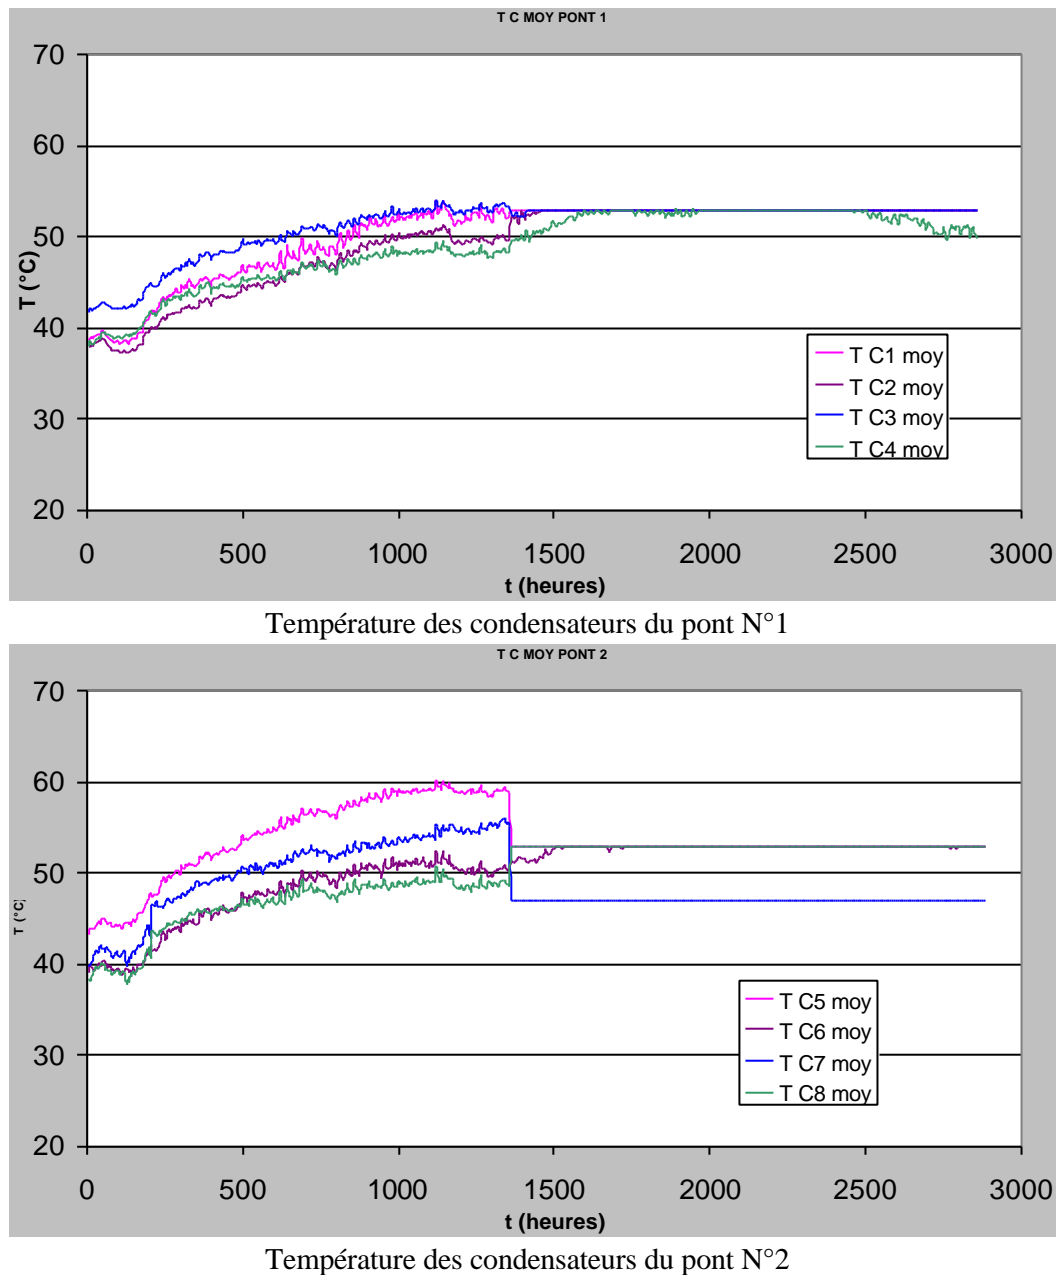 T C MOY PONT 1
70
60
50
40
30
20
T (°C)
T C1 moy
T C2 moy
T C3 moy
T C4 moy
0 500 1000 1500 2000 2500 3000
t (heures)
Température des condensateurs du pont N°1
T C MOY PONT 2
70
60
50
40
30
20
T (°C)
T C5 moy
T C6 moy
T C7 moy
T C8 moy
0 500 1000 1500 2000 2500 3000
t (heures)
Température des condensateurs du pont N°2